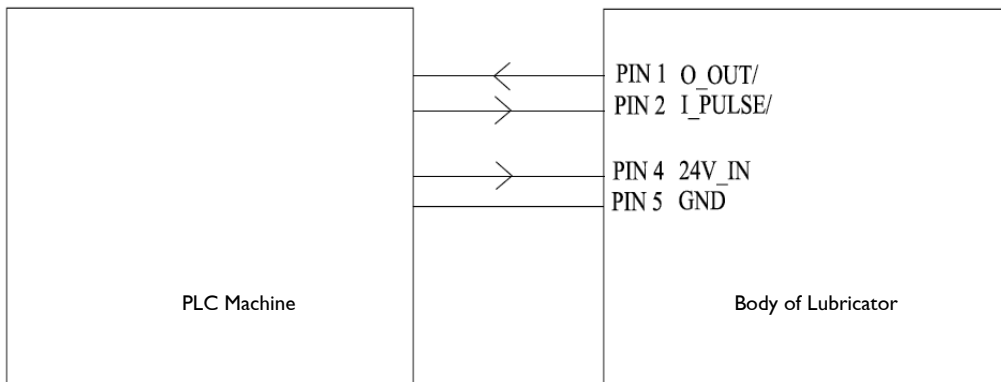 PIN 1 O_OUT/
PIN 2 I_PULSE/
PIN 4 24V_IN
PIN 5 GND
PLC Machine
Body of Lubricator